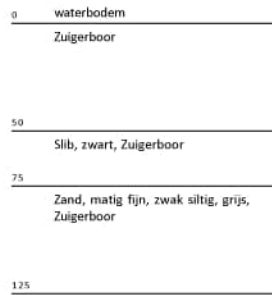 0 waterbodem
Zuigerboor
50
Slib, zwart, Zuigerboor
75
Zand, matig fijn, zwak siltig, grijs,
Zuigerboor
125